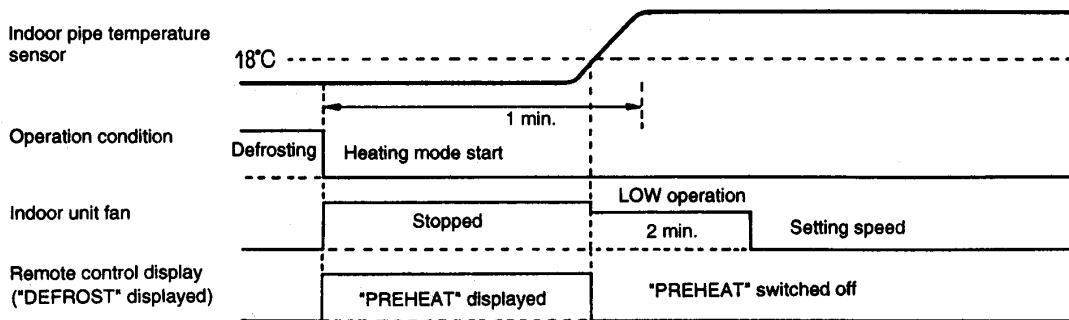 Indoor pipe temperature
sensor
18°C
1 min.
Operation condition
Defrosting
Heating mode start
Indoor unit fan
Stopped
LOW operation
2 min.
Setting speed
Remote control display
("DEFROST" displayed)
"PREHEAT" displayed
"PREHEAT" switched off